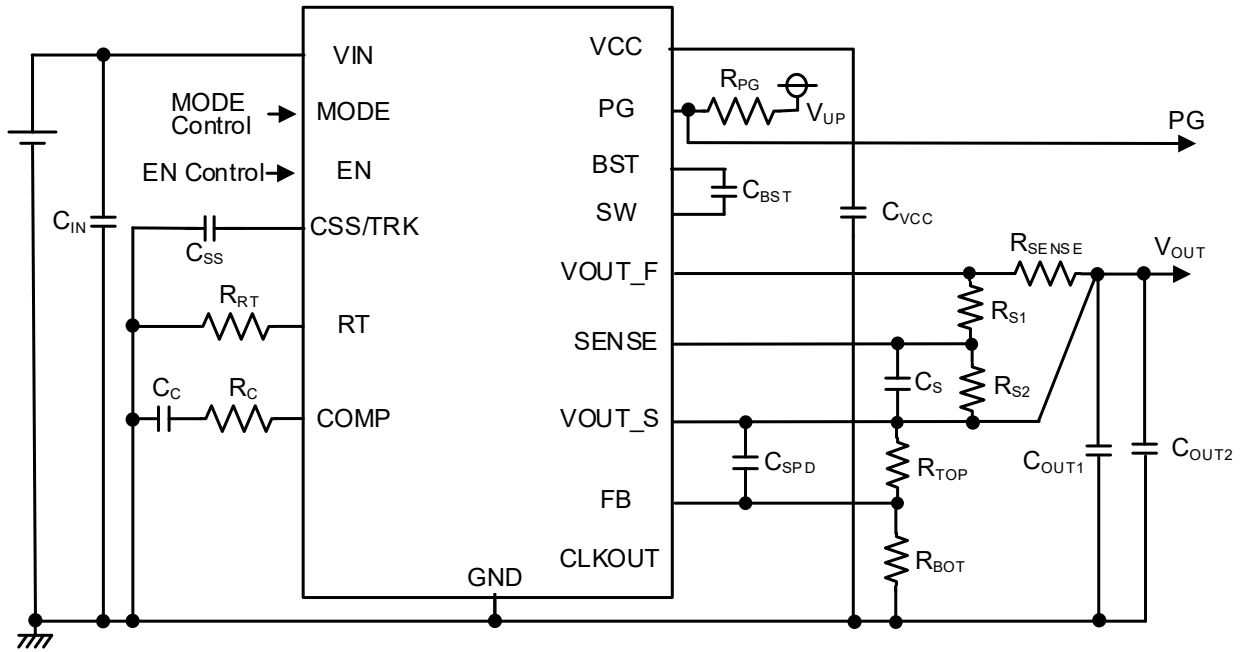 VIN
VCC
R_PG
MODE
Control
MODE
PG
V_UP
PG
EN Control
EN
BST
C_BST
SW
C_IN
C_SS
CSS/TRK
C_VCC
VOUT_F
R_SENSE
V_OUT
R_RT
RT
R_S1
SENSE
C_C
R_C
COMP
C_S
R_S2
VOUT_S
C_SPD
R_TOP
C_OUT1
C_OUT2
FB
CLKOUT
R_BOT
GND